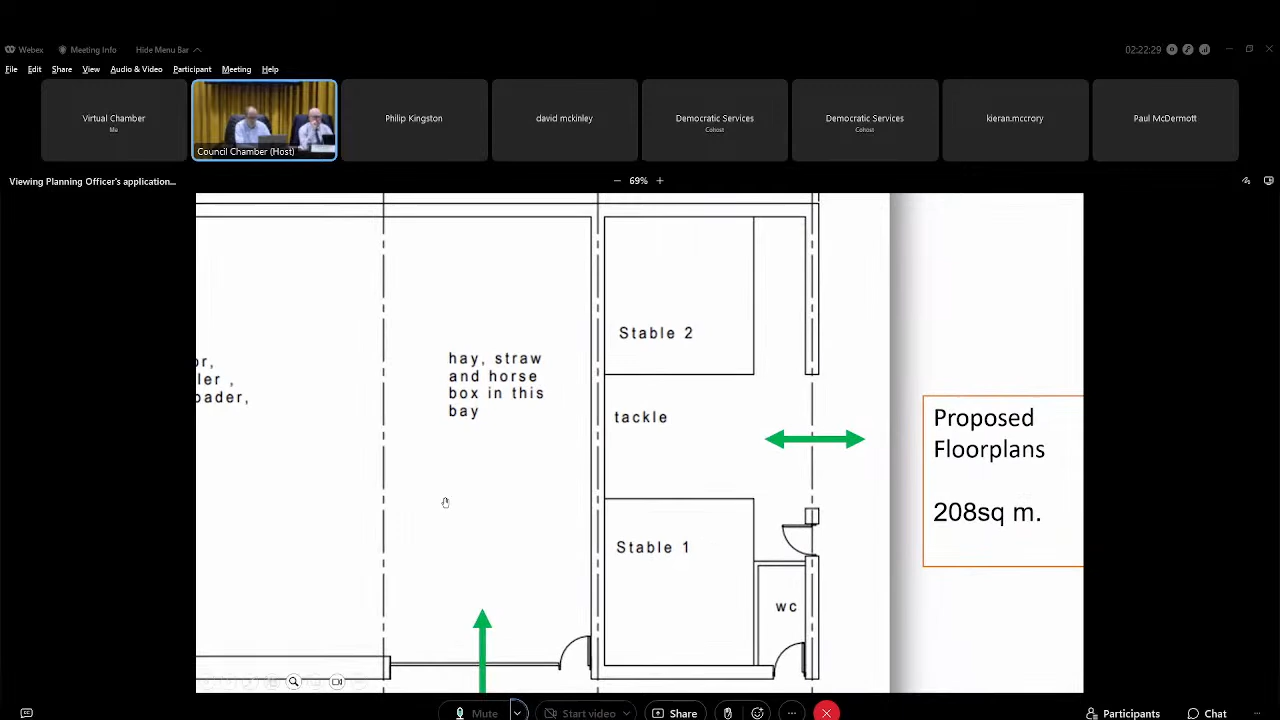 Webex Meeting Info Hide Menu Bar 02:22:29
File Edit Share View Audio & Video Participant Meeting Help
Virtual Chamber
Me
Council Chamber (Host)
Philip Kingston
david mckinley
Democratic Services
Cohost
Democratic Services
Cohost
kieran.mccrory
Paul McDermott
Viewing Planning Officer's application...
69%
Stable 2
or,
ler ,
oader,
hay, straw
and horse
box in this
bay
tackle
Stable 1
wc
Proposed
Floorplans
208sq m.
Mute Start video Share Participants Chat